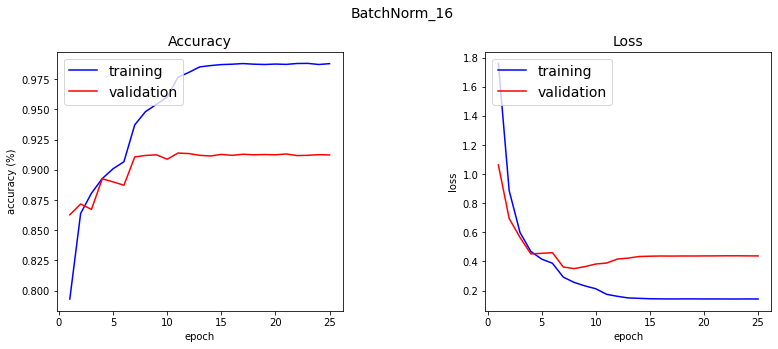 BatchNorm_16
Accuracy
training
validation
0.975
0.950
0.925
0.900
0.875
0.850
0.825
0.800
accuracy (%)
0
5
10
15
20
25
epoch
Loss
training
validation
1.8
1.6
1.4
1.2
1.0
0.8
0.6
0.4
0.2
loss
0
5
10
15
20
25
epoch